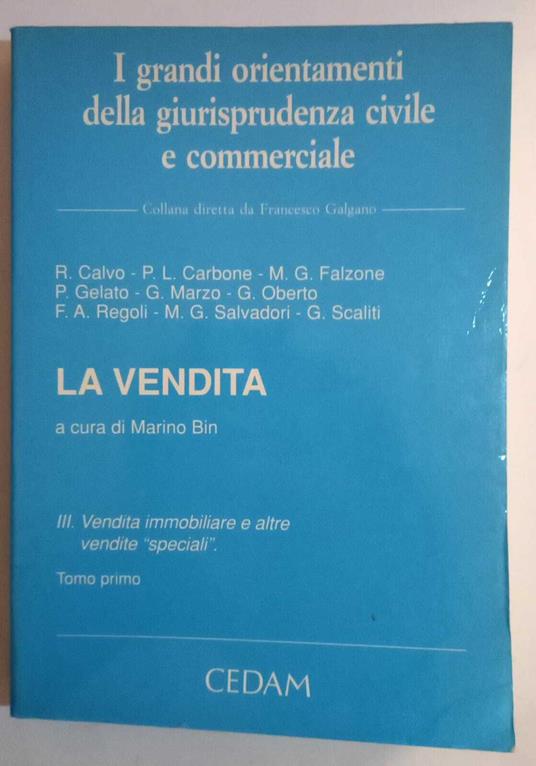 I grandi orientamenti
della giurisprudenza civile
e commerciale
Collana diretta da Francesco Galgano
R. Calvo - P. L. Carbone - M. G. Falzone
P. Gelato - G. Marzo - G. Oberto
F. A. Regoli - M. G. Salvadori - G. Scaliti
LA VENDITA
a cura di Marino Bin
III. Vendita immobiliare e altre
vendite “speciali”.
Tomo primo
CEDAM